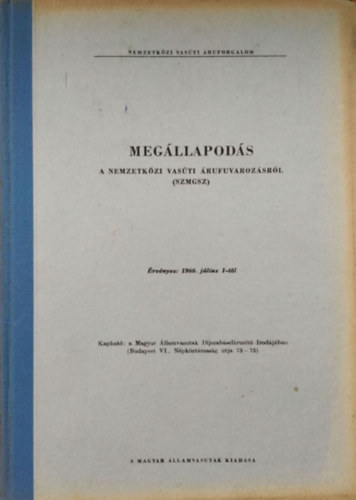 NEMZETKÖZI VASÚTI ÁRUFORGALOM
MEGÁLLAPODÁS
A NEMZETKÖZI VASÚTI ÁRUFUVAROZÁSRÓL
(SZMGSZ)
Érvényes: 1966. július 1-től
Kapható: a Magyar Államvasutak Díjszabáselárusító Irodájában
(Budapest VI., Népköztársaság útja 73–75)
A MAGYAR ÁLLAMVASUTAK KIADÁSA